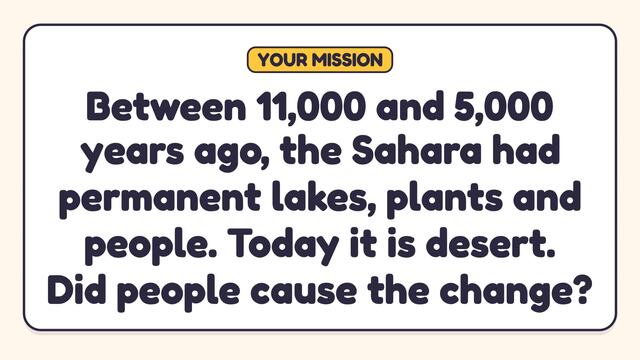 YOUR MISSION
Between 11,000 and 5,000
years ago, the Sahara had
permanent lakes, plants and
people. Today it is desert.
Did people cause the change?